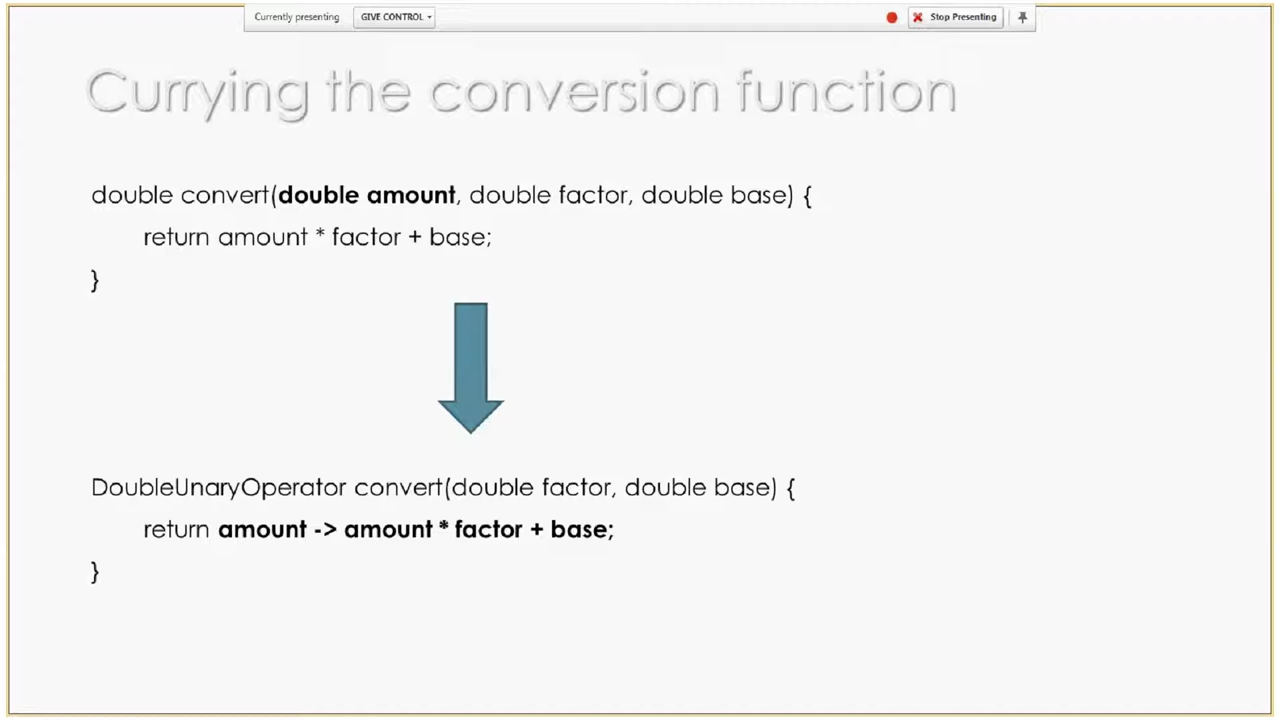 Currently presenting GIVE CONTROL Stop Presenting
Currying the conversion function
double convert(double amount, double factor, double base) {
return amount * factor + base;
}
DoubleUnaryOperator convert(double factor, double base) {
return amount -> amount * factor + base;
}